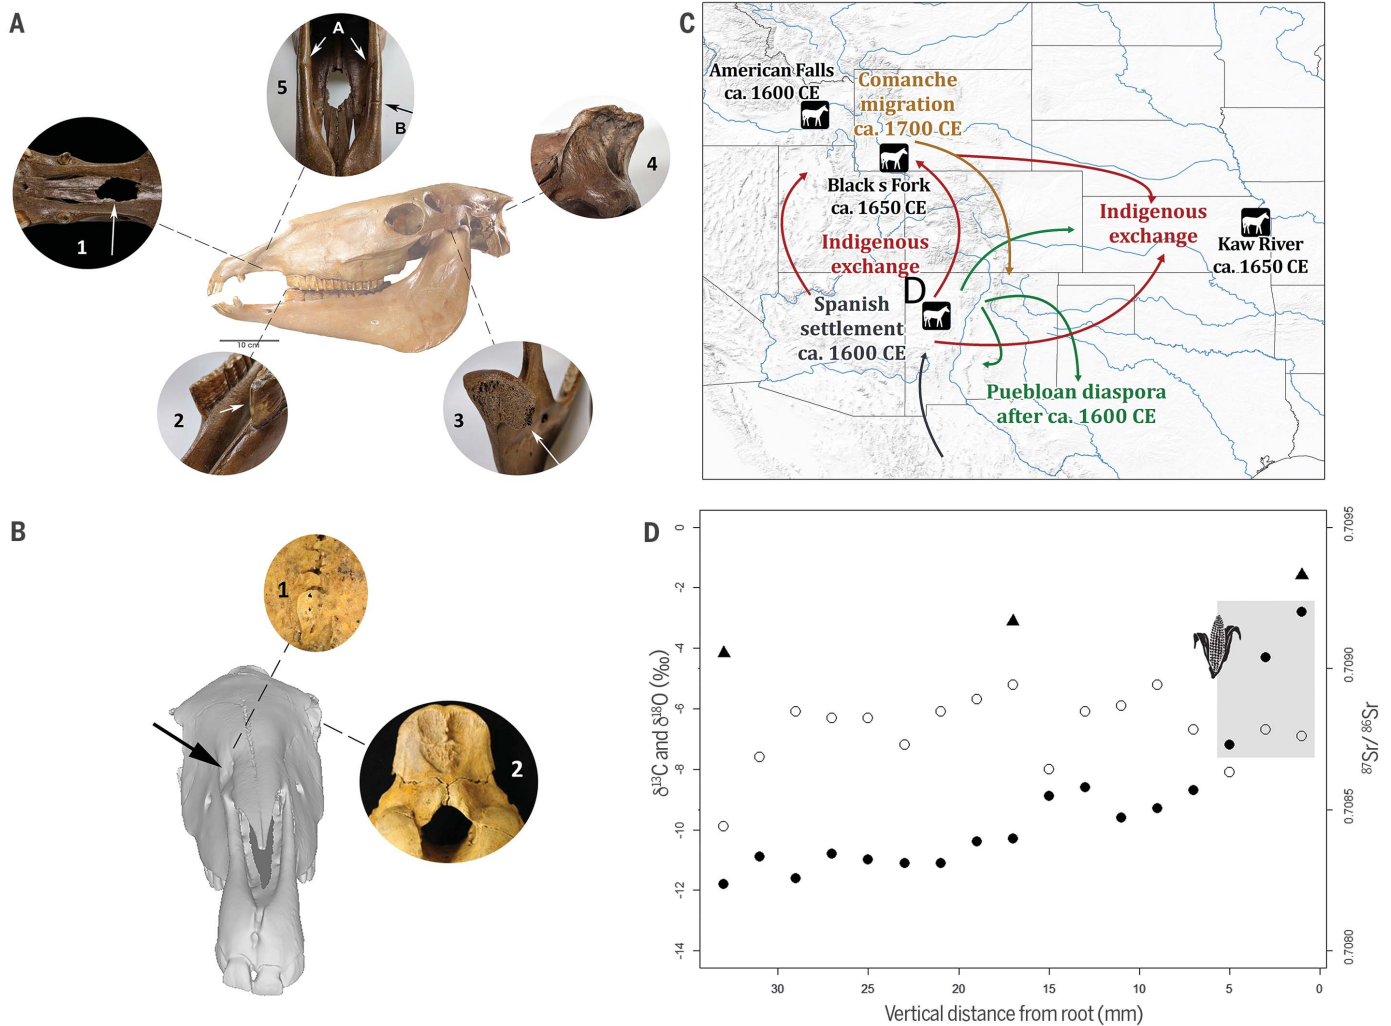 A
5
A
B
1
4
10 cm
2
3
C
American Falls
ca. 1600 CE
Comanche
migration
ca. 1700 CE
Black s Fork
ca. 1650 CE
Indigenous
exchange
Indigenous
exchange
Kaw River
ca. 1650 CE
D
Spanish
settlement
ca. 1600 CE
Puebloan diaspora
after ca. 1600 CE
B
1
2
D
0
-2
-4
-6
-8
-10
-12
-14
δ13C and δ18O (‰)
0.7095
0.7090
0.7085
0.7080
87Sr/ 86Sr
30 25 20 15 10 5 0
Vertical distance from root (mm)